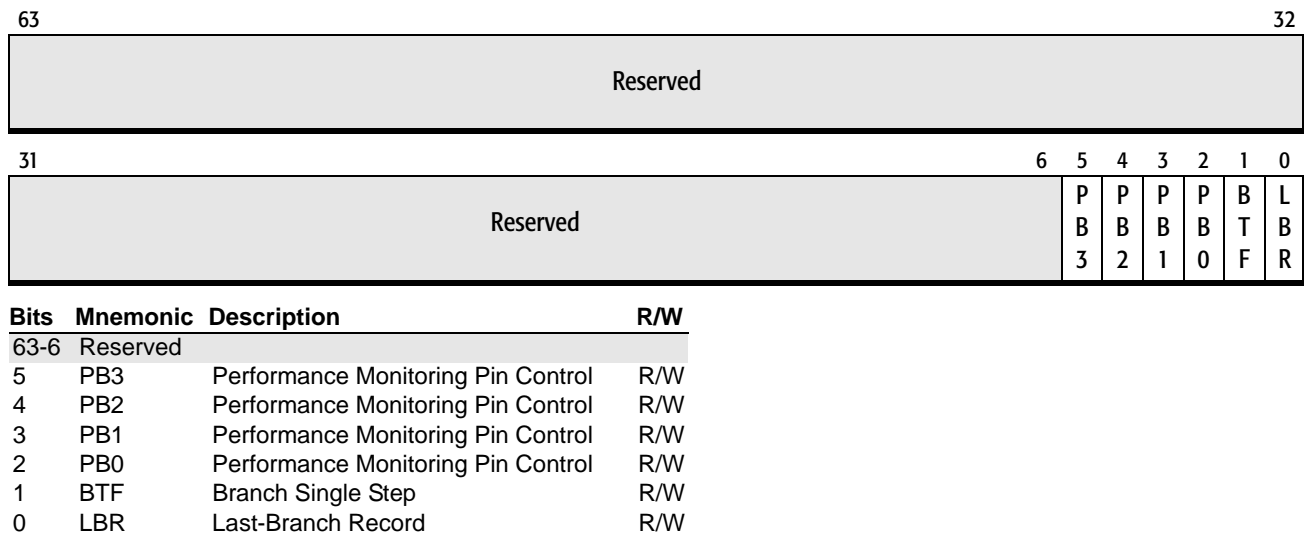 63 32
Reserved
31 6 5 4 3 2 1 0
Reserved
P P P P B L
B B B B T B
3 2 1 0 F R
Bits Mnemonic Description R/W
63-6 Reserved
5 PB3 Performance Monitoring Pin Control R/W
4 PB2 Performance Monitoring Pin Control R/W
3 PB1 Performance Monitoring Pin Control R/W
2 PB0 Performance Monitoring Pin Control R/W
1 BTF Branch Single Step R/W
0 LBR Last-Branch Record R/W